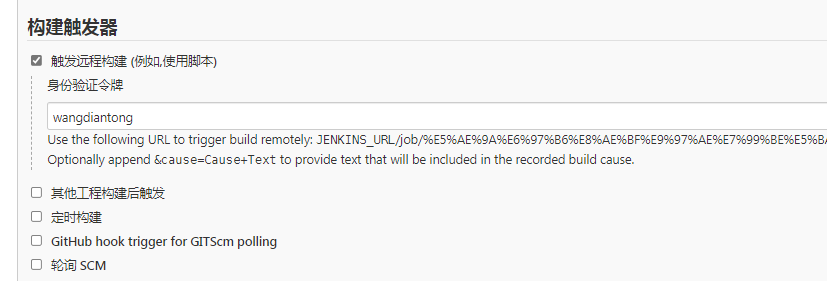 构建触发器
触发远程构建 (例如,使用脚本)
身份验证令牌
wangdiantong
Use the following URL to trigger build remotely: JENKINS_URL/job/%E5%AE%9A%E6%97%B6%E8%AE%BF%E9%97%AE%E7%99%BE%E5%BA
Optionally append &cause=Cause+Text to provide text that will be included in the recorded build cause.
其他工程构建后触发
定时构建
GitHub hook trigger for GITScm polling
轮询 SCM